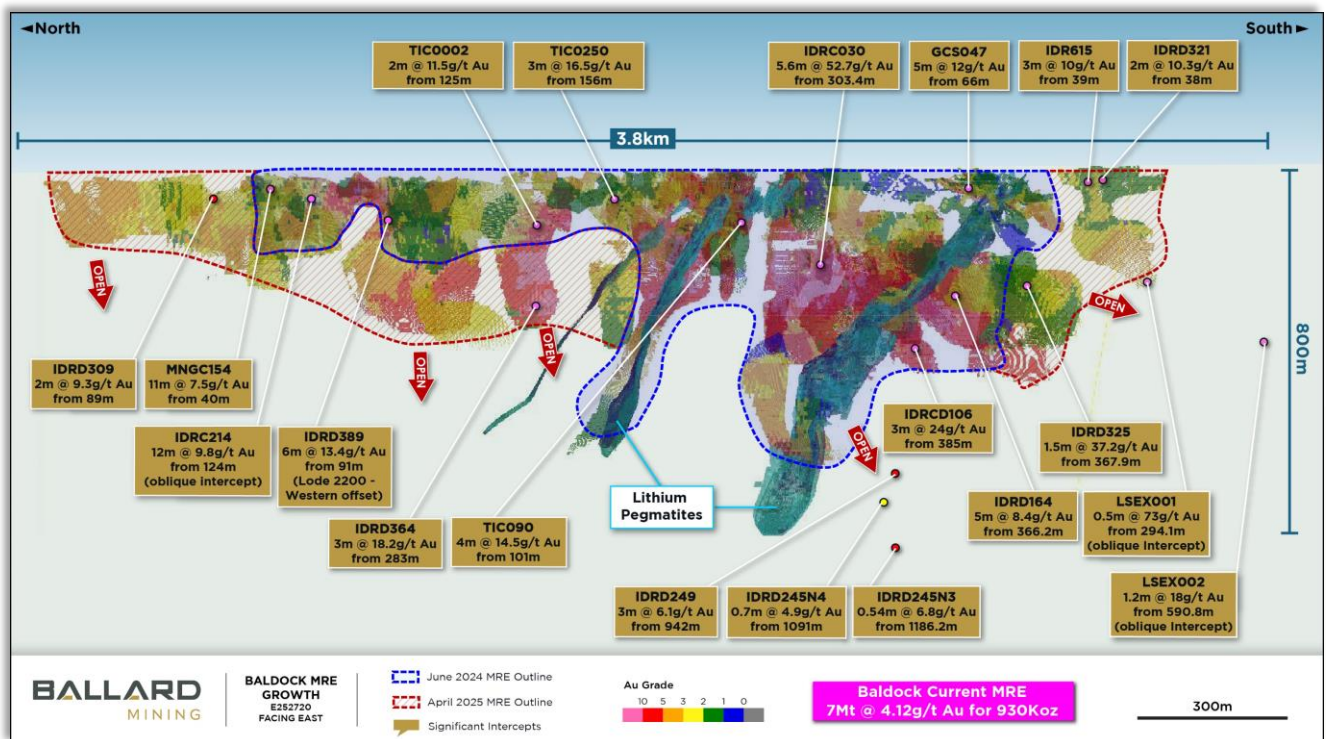 ◄North
South►
TIC0002
2m @ 11.5g/t Au
from 125m
TIC0250
3m @ 16.5g/t Au
from 156m
IDRC030
5.6m @ 52.7g/t Au
from 303.4m
GCS047
5m @ 12g/t Au
from 66m
IDR615
3m @ 10g/t Au
from 39m
IDRD321
2m @ 10.3g/t Au
from 38m
3.8km
800m
OPEN
OPEN
OPEN
OPEN
OPEN
IDRD309
2m @ 9.3g/t Au
from 89m
MNGC154
11m @ 7.5g/t Au
from 40m
IDRC214
12m @ 9.8g/t Au
from 124m
(oblique intercept)
IDRD389
6m @ 13.4g/t Au
from 91m
(Lode 2200 -
Western offset)
IDRD364
3m @ 18.2g/t Au
from 283m
TIC090
4m @ 14.5g/t Au
from 101m
Lithium
Pegmatites
IDRCD106
3m @ 24g/t Au
from 385m
IDRD325
1.5m @ 37.2g/t Au
from 367.9m
IDRD164
5m @ 8.4g/t Au
from 366.2m
LSEX001
0.5m @ 73g/t Au
from 294.1m
(oblique Intercept)
IDRD249
3m @ 6.1g/t Au
from 942m
IDRD245N4
0.7m @ 4.9g/t Au
from 1091m
IDRD245N3
0.54m @ 6.8g/t Au
from 1186.2m
LSEX002
1.2m @ 18g/t Au
from 590.8m
(oblique Intercept)
BALLARD
MINING
BALDOCK MRE
GROWTH
E252720
FACING EAST
June 2024 MRE Outline
April 2025 MRE Outline
Significant Intercepts
Au Grade
10 5 3 2 1 0
Baldock Current MRE
7Mt @ 4.12g/t Au for 930Koz
300m